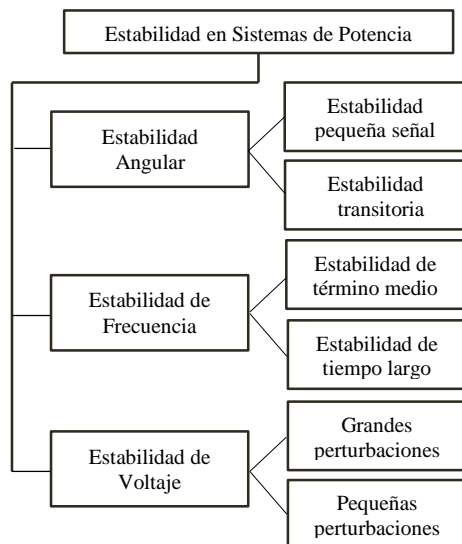 Estabilidad en Sistemas de Potencia
Estabilidad
Angular
Estabilidad
pequeña señal
Estabilidad
transitoria
Estabilidad de
Frecuencia
Estabilidad de
término medio
Estabilidad de
tiempo largo
Estabilidad de
Voltaje
Grandes
perturbaciones
Pequeñas
perturbaciones